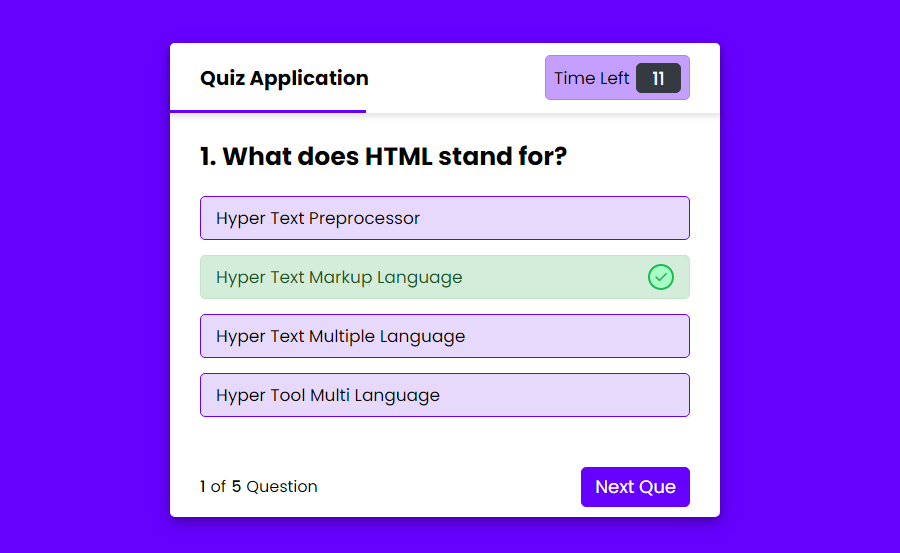 Quiz Application
Time Left 11
1. What does HTML stand for?
Hyper Text Preprocessor
Hyper Text Markup Language
Hyper Text Multiple Language
Hyper Tool Multi Language
1 of 5 Question
Next Que